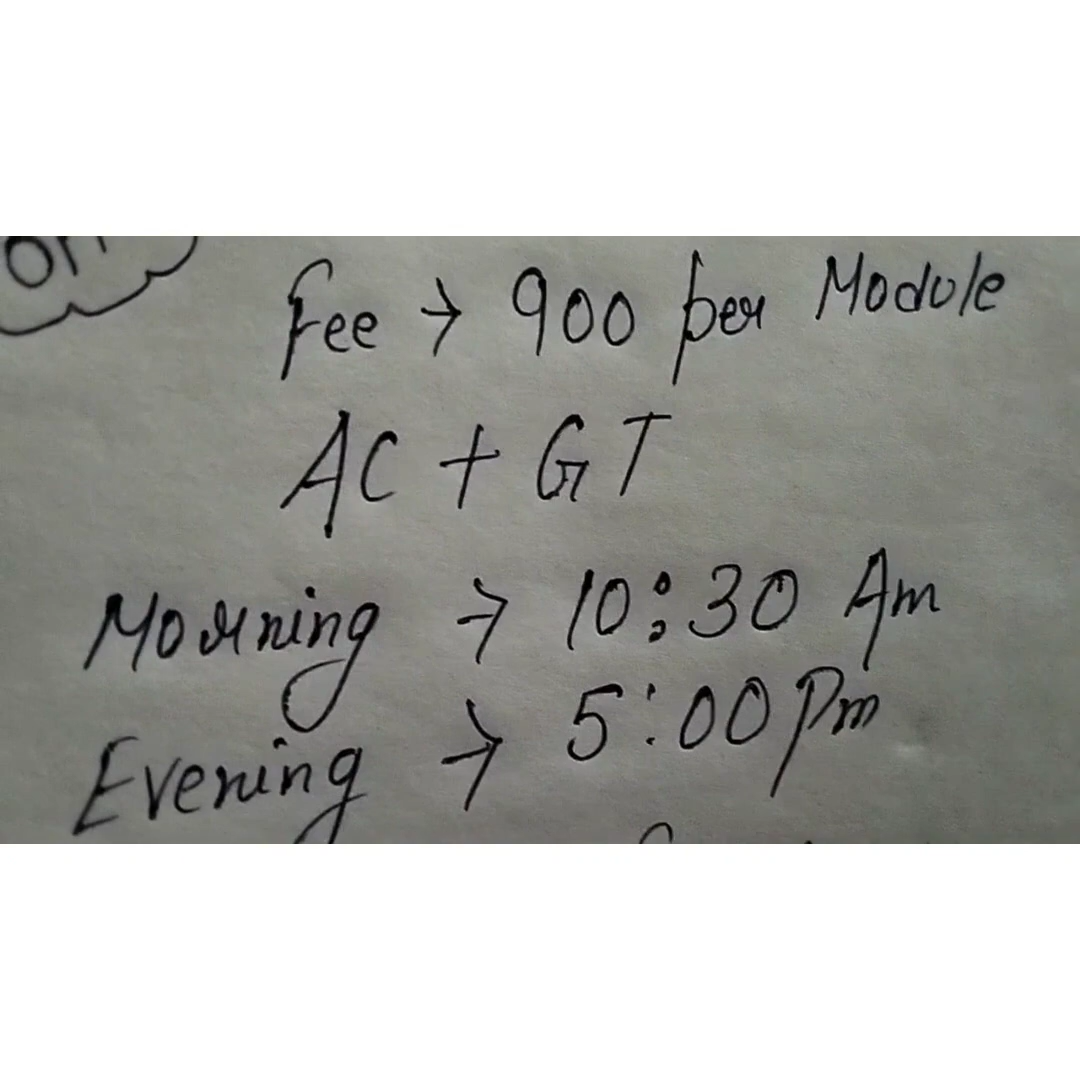 Fee → 900 per Module
AC + GT
Morning → 10:30 Am
Evening → 5:00 Pm